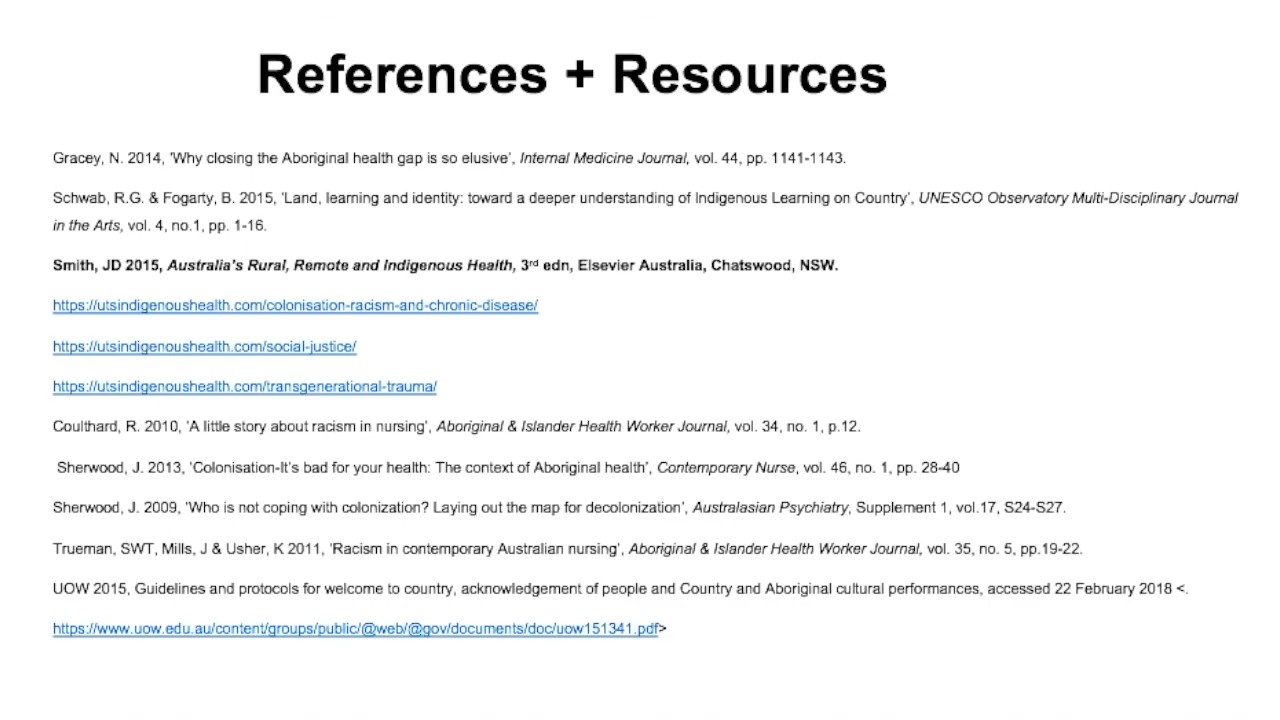 References + Resources
Gracey, N. 2014, 'Why closing the Aboriginal health gap is so elusive', Internal Medicine Journal, vol. 44, pp. 1141-1143.
Schwab, R.G. & Fogarty, B. 2015, 'Land, learning and identity: toward a deeper understanding of Indigenous Learning on Country', UNESCO Observatory Multi-Disciplinary Journal
in the Arts, vol. 4, no.1, pp. 1-16.
Smith, JD 2015, Australia's Rural, Remote and Indigenous Health, 3rd edn, Elsevier Australia, Chatswood, NSW.
https://utsindigenoushealth.com/colonisation-racism-and-chronic-disease/
https://utsindigenoushealth.com/social-justice/
https://utsindigenoushealth.com/transgenerational-trauma/
Coulthard, R. 2010, 'A little story about racism in nursing', Aboriginal & Islander Health Worker Journal, vol. 34, no. 1, p.12.
Sherwood, J. 2013, 'Colonisation-It's bad for your health: The context of Aboriginal health', Contemporary Nurse, vol. 46, no. 1, pp. 28-40
Sherwood, J. 2009, 'Who is not coping with colonization? Laying out the map for decolonization', Australasian Psychiatry, Supplement 1, vol.17, S24-S27.
Trueman, SWT, Mills, J & Usher, K 2011, 'Racism in contemporary Australian nursing', Aboriginal & Islander Health Worker Journal, vol. 35, no. 5, pp.19-22.
UOW 2015, Guidelines and protocols for welcome to country, acknowledgement of people and Country and Aboriginal cultural performances, accessed 22 February 2018 <.
https://www.uow.edu.au/content/groups/public/@web/@gov/documents/doc/uow151341.pdf>